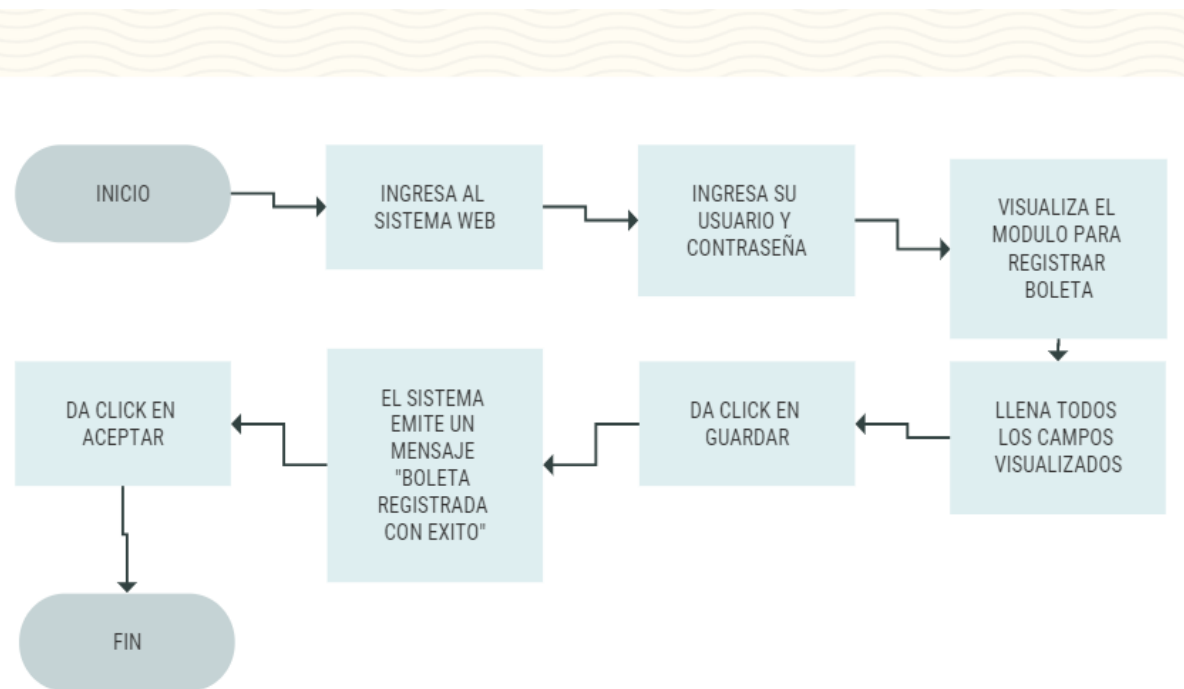 INICIO
INGRESA AL
SISTEMA WEB
INGRESA SU
USUARIO Y
CONTRASEÑA
VISUALIZA EL
MODULO PARA
REGISTRAR
BOLETA
LLENA TODOS
LOS CAMPOS
VISUALIZADOS
DA CLICK EN
GUARDAR
EL SISTEMA
EMITE UN
MENSAJE
"BOLETA
REGISTRADA
CON EXITO"
DA CLICK EN
ACEPTAR
FIN